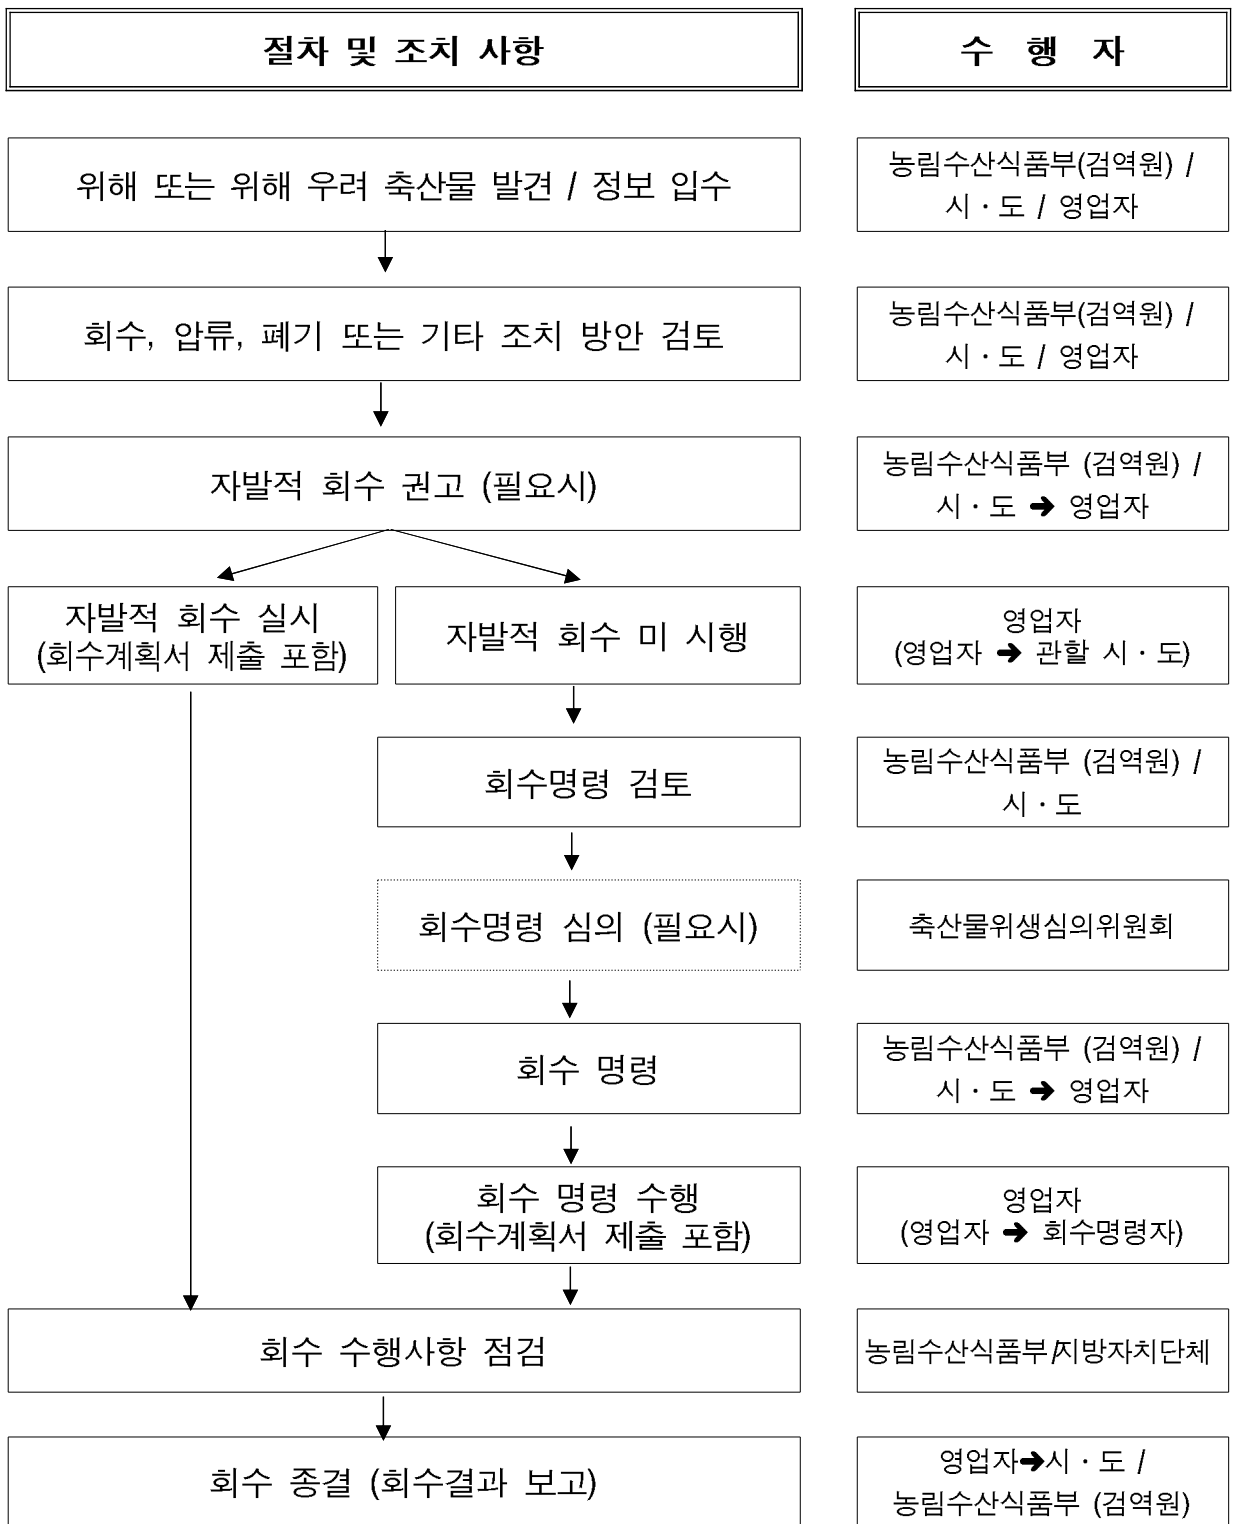 절차 및 조치 사항
수 행 자
위해 또는 위해 우려 축산물 발견 / 정보 입수
농림수산식품부(검역원) /
시·도 / 영업자
회수, 압류, 폐기 또는 기타 조치 방안 검토
농림수산식품부(검역원) /
시·도 / 영업자
자발적 회수 권고 (필요시)
농림수산식품부 (검역원) /
시·도 ➔ 영업자
자발적 회수 실시
(회수계획서 제출 포함)
자발적 회수 미 시행
영업자
(영업자 ➔ 관할 시·도)
회수명령 검토
농림수산식품부 (검역원) /
시·도
회수명령 심의 (필요시)
축산물위생심의위원회
회수 명령
농림수산식품부 (검역원) /
시·도 ➔ 영업자
회수 명령 수행
(회수계획서 제출 포함)
영업자
(영업자 ➔ 회수명령자)
회수 수행사항 점검
농림수산식품부/지방자치단체
회수 종결 (회수결과 보고)
영업자➔시·도 /
농림수산식품부 (검역원)